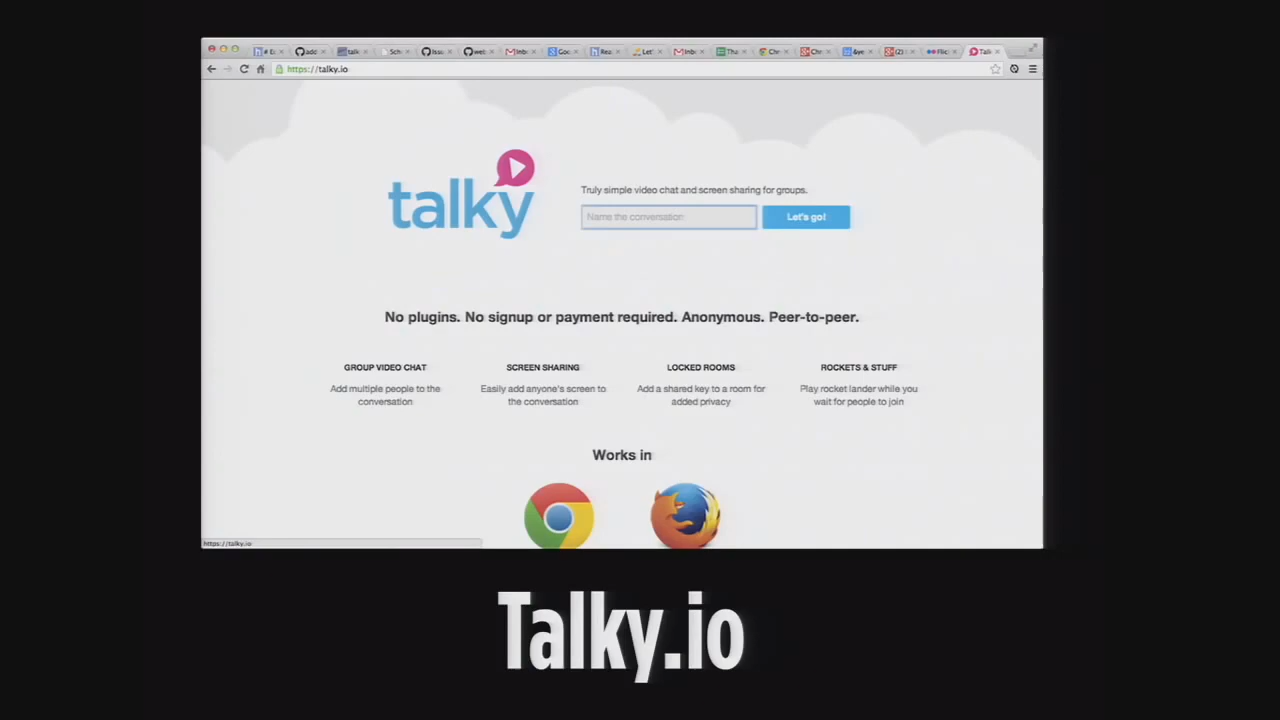 https://talky.io
talky
Truly simple video chat and screen sharing for groups.
Name the conversation
Let's go!
No plugins. No signup or payment required. Anonymous. Peer-to-peer.
GROUP VIDEO CHAT
Add multiple people to the
conversation
SCREEN SHARING
Easily add anyone's screen to
the conversation
LOCKED ROOMS
Add a shared key to a room for
added privacy
ROCKETS & STUFF
Play rocket lander while you
wait for people to join
Works in
https://talky.io
Talky.io